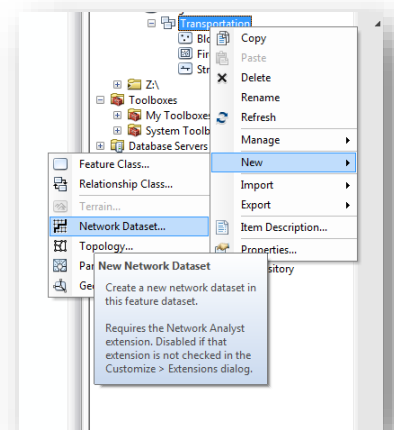 Transportation
Blo
Fir
Str
Z:\
Toolboxes
My Toolboxes
System Toolb
Database Servers
Copy
Paste
Delete
Rename
Refresh
Manage
New
Import
Export
Item Description...
Properties...
sitory
Feature Class...
Relationship Class...
Terrain...
Network Dataset...
Topology...
Par
Geo
New Network Dataset
Create a new network dataset in
this feature dataset.
Requires the Network Analyst
extension. Disabled if that
extension is not checked in the
Customize > Extensions dialog.